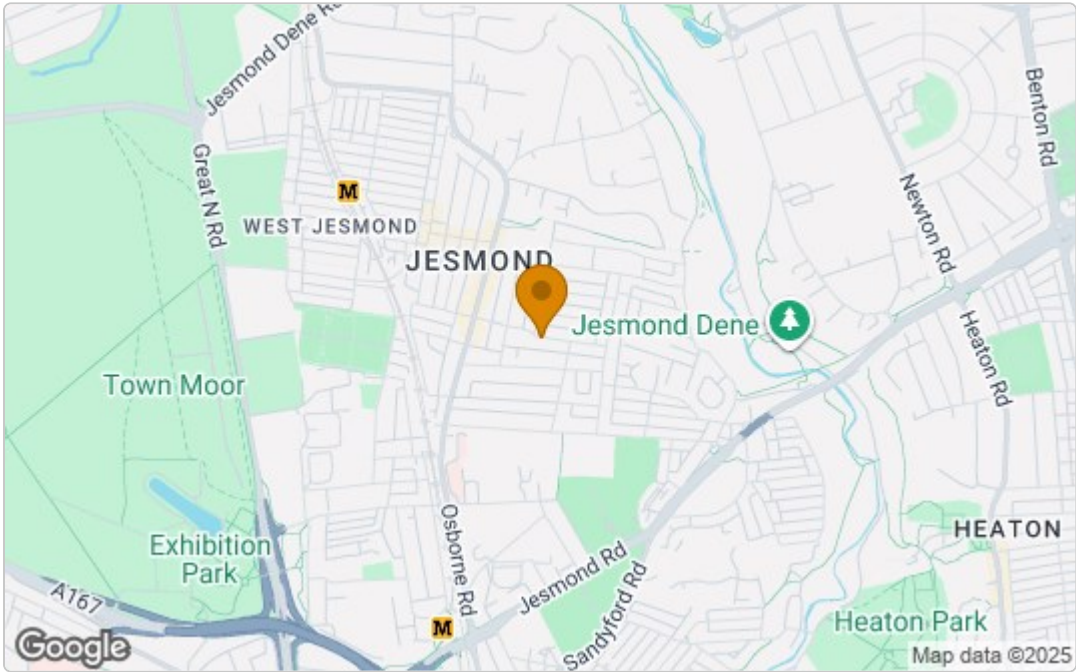 Jesmond Dene Rd
Benton Rd
Great N Rd
M
WEST JESMOND
Newton Rd
JESMOND
Jesmond Dene
Heaton Rd
Town Moor
Osborne Rd
HEATON
Exhibition
Park
Jesmond Rd
A167
Sandyford Rd
M
Heaton Park
Google
Map data ©2025